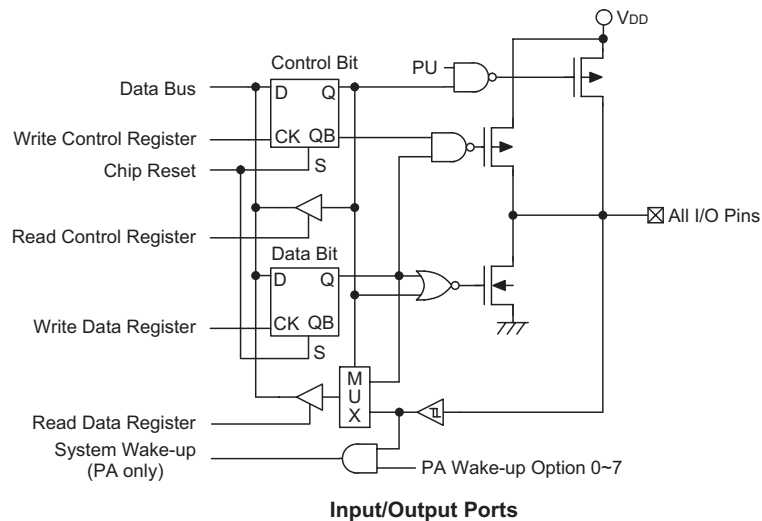 VDD
Control Bit
PU
Data Bus
D Q
Write Control Register
CK QB
Chip Reset
S
All I/O Pins
Read Control Register
Data Bit
D Q
Write Data Register
CK QB
S
MUX
Read Data Register
System Wake-up
(PA only)
PA Wake-up Option 0~7
Input/Output Ports